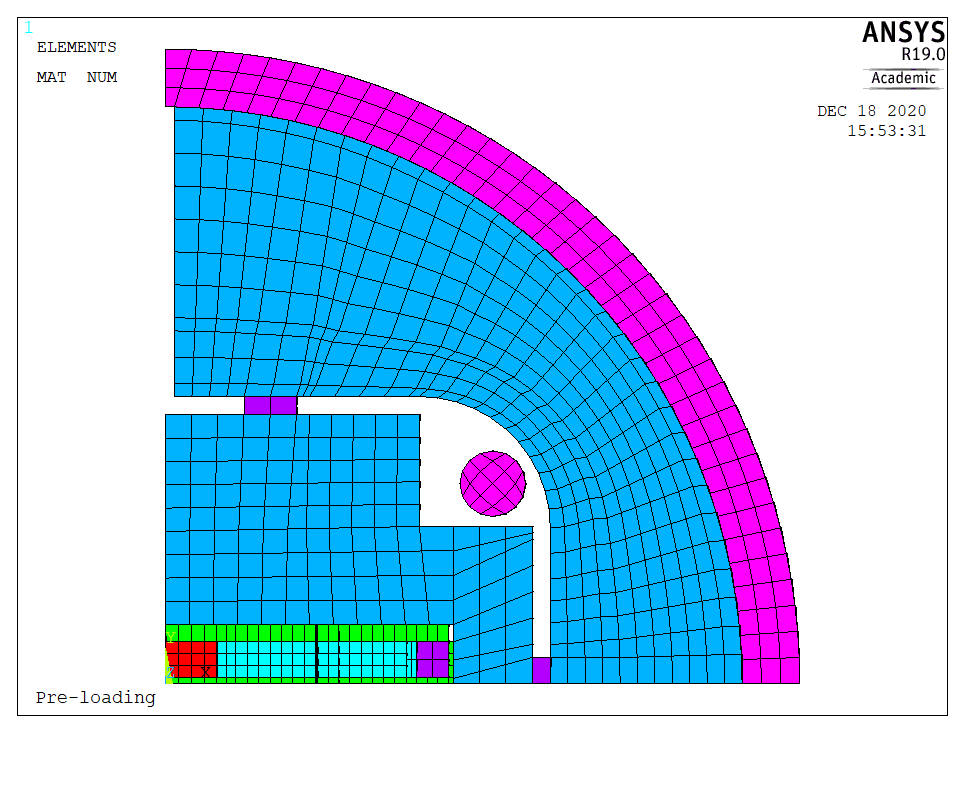 1
ELEMENTS
MAT NUM
ANSYS
R19.0
Academic
DEC 18 2020
15:53:31
Y
X
Pre-loading